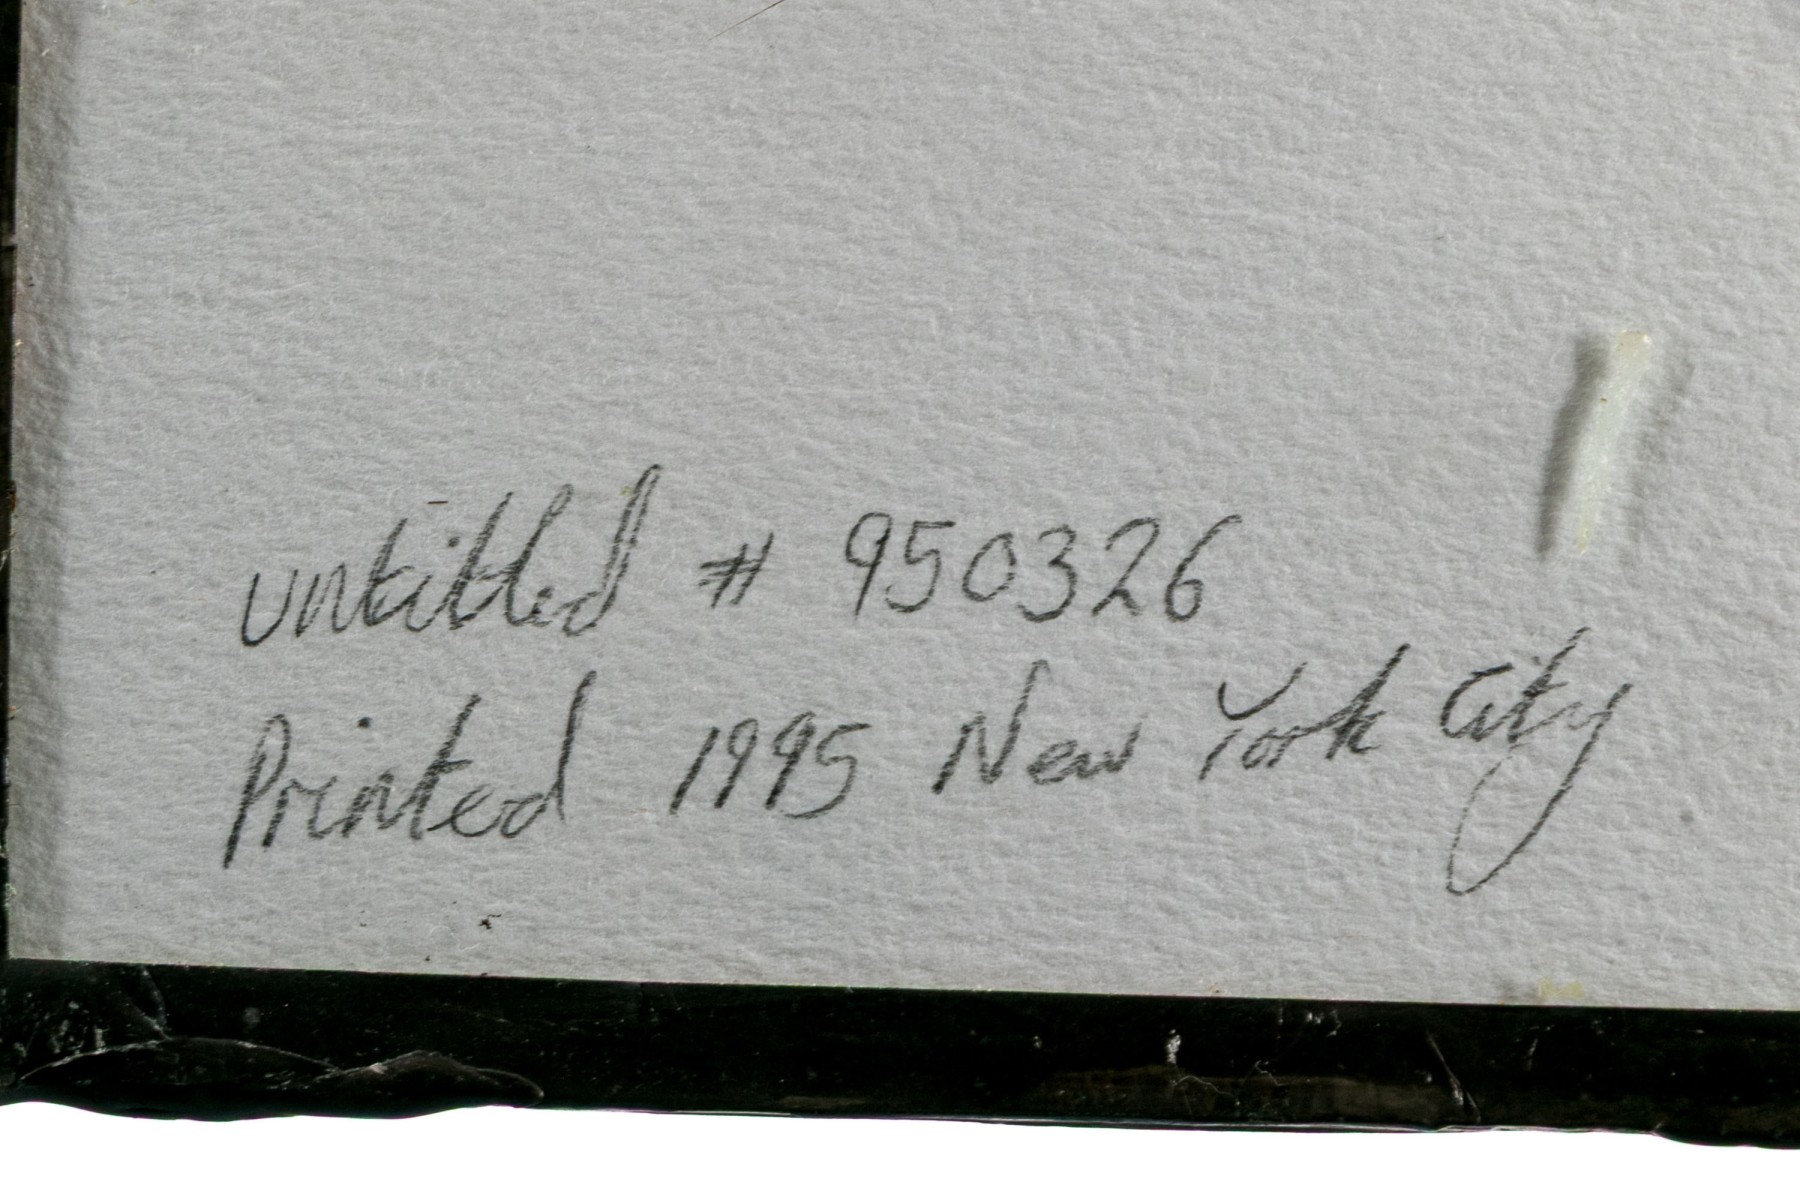 untitled # 950326
Printed 1995 New York City